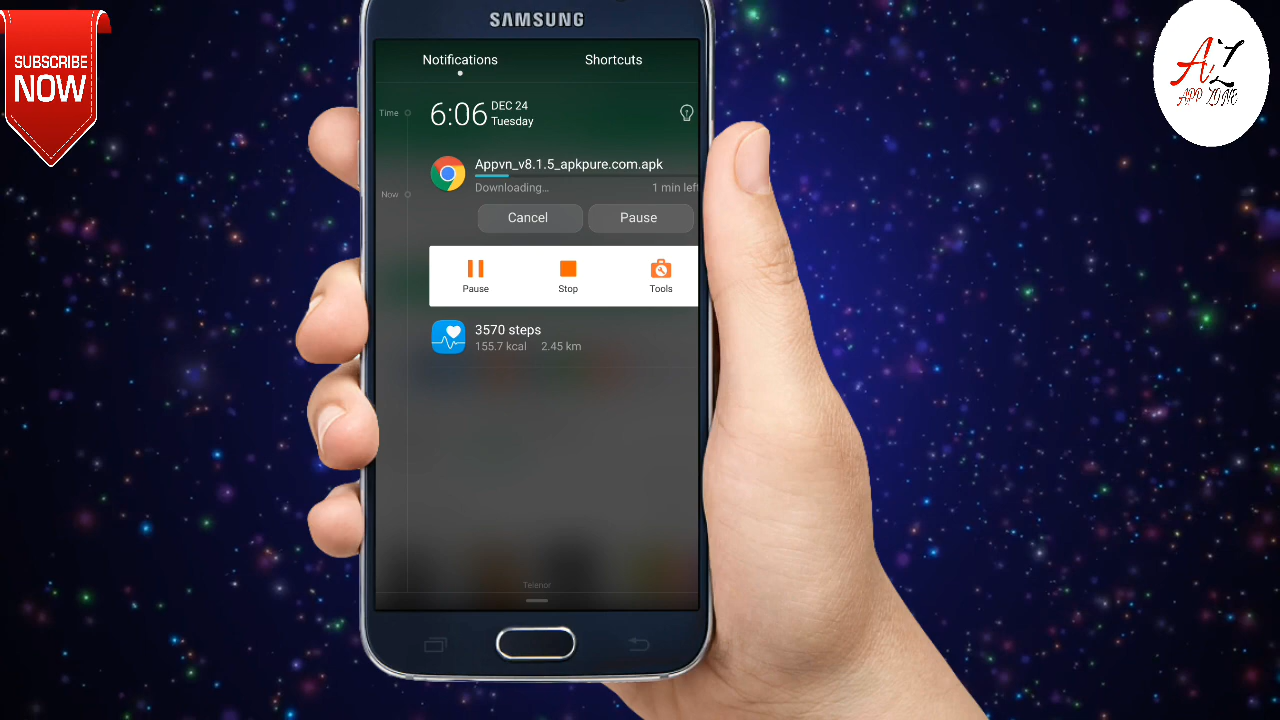 SUBSCRIBE
NOW
SAMSUNG
Notifications
Shortcuts
Time
6:06
DEC 24
Tuesday
Appvn_v8.1.5_apkpure.com.apk
Now
Downloading...
1 min left
Cancel
Pause
Pause
Stop
Tools
3570 steps
155.7 kcal
2.45 km
Telenor
APP ZONE